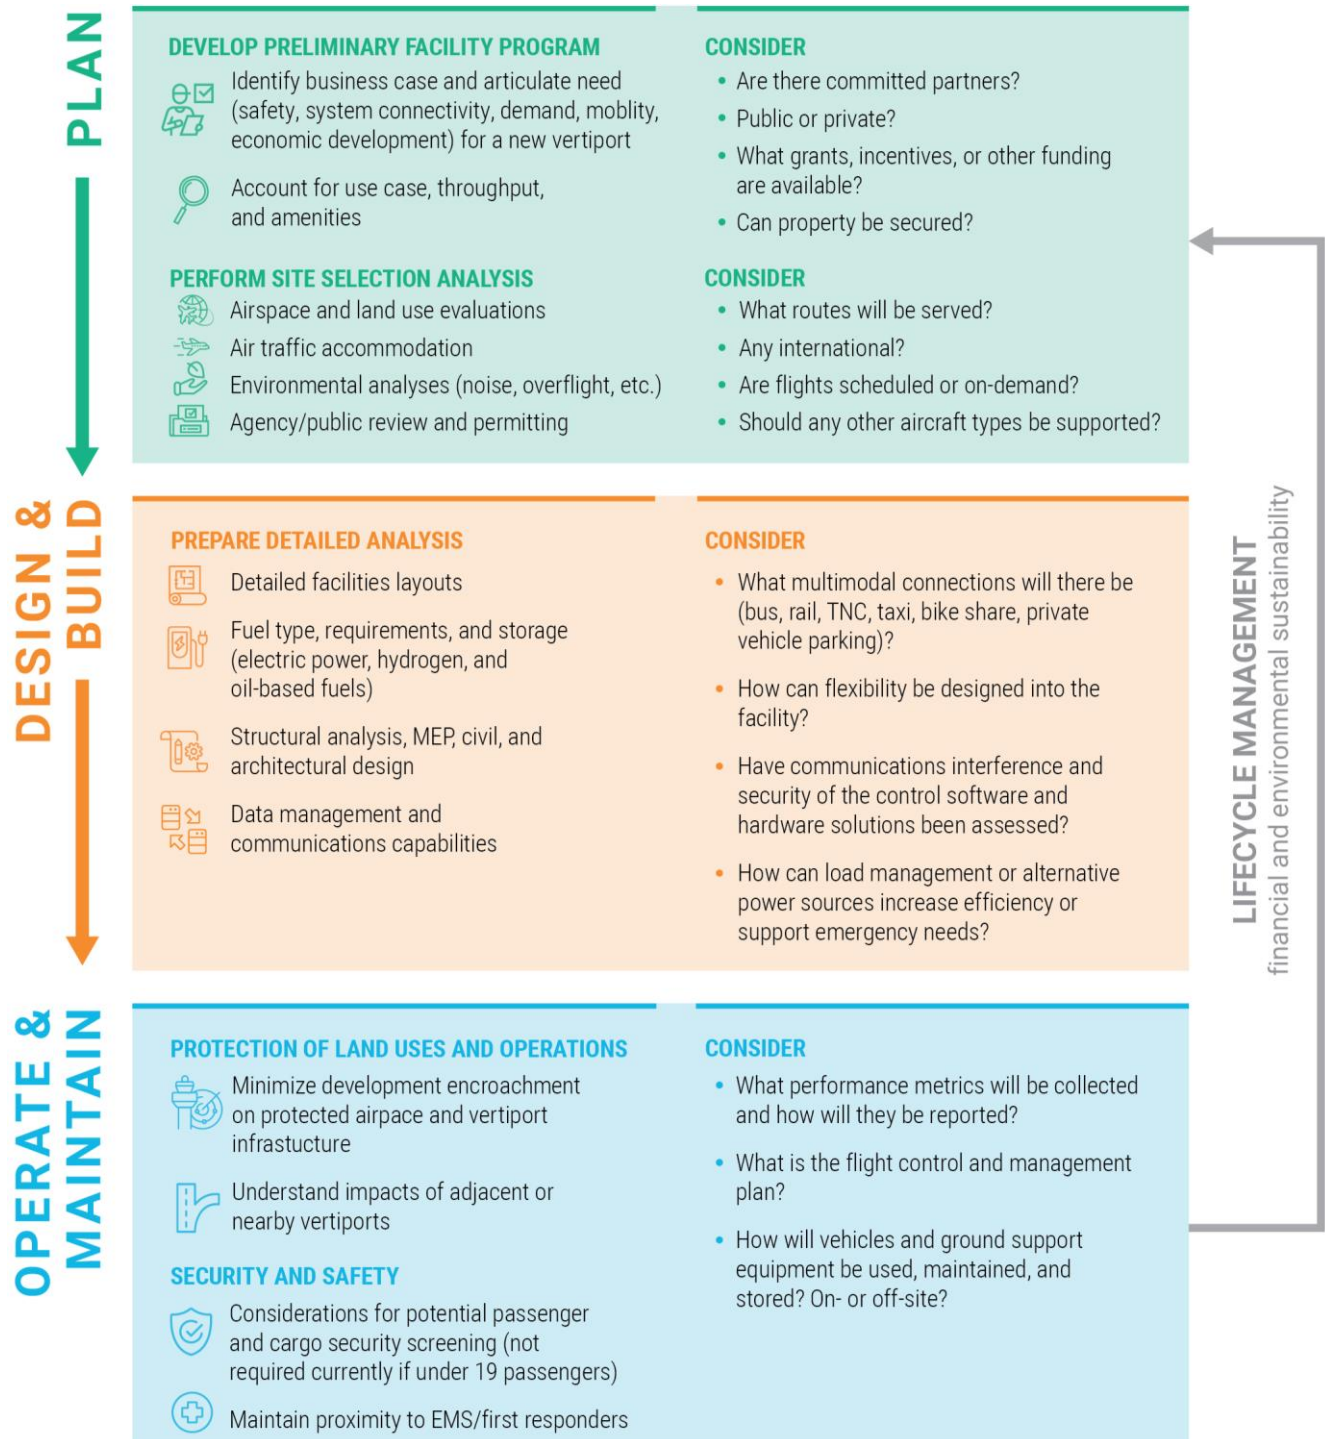 PLAN
DEVELOP PRELIMINARY FACILITY PROGRAM
Identify business case and articulate need
(safety, system connectivity, demand, moblity,
economic development) for a new vertiport
Account for use case, throughput,
and amenities
CONSIDER
• Are there committed partners?
• Public or private?
• What grants, incentives, or other funding
are available?
• Can property be secured?
PERFORM SITE SELECTION ANALYSIS
Airspace and land use evaluations
Air traffic accommodation
Environmental analyses (noise, overflight, etc.)
Agency/public review and permitting
CONSIDER
• What routes will be served?
• Any international?
• Are flights scheduled or on-demand?
• Should any other aircraft types be supported?
DESIGN &
BUILD
PREPARE DETAILED ANALYSIS
Detailed facilities layouts
Fuel type, requirements, and storage
(electric power, hydrogen, and
oil-based fuels)
Structural analysis, MEP, civil, and
architectural design
Data management and
communications capabilities
CONSIDER
• What multimodal connections will there be
(bus, rail, TNC, taxi, bike share, private
vehicle parking)?
• How can flexibility be designed into the
facility?
• Have communications interference and
security of the control software and
hardware solutions been assessed?
• How can load management or alternative
power sources increase efficiency or
support emergency needs?
OPERATE &
MAINTAIN
PROTECTION OF LAND USES AND OPERATIONS
Minimize development encroachment
on protected airpace and vertiport
infrastucture
Understand impacts of adjacent or
nearby vertiports
SECURITY AND SAFETY
Considerations for potential passenger
and cargo security screening (not
required currently if under 19 passengers)
Maintain proximity to EMS/first responders
CONSIDER
• What performance metrics will be collected
and how will they be reported?
• What is the flight control and management
plan?
• How will vehicles and ground support
equipment be used, maintained, and
stored? On- or off-site?
LIFECYCLE MANAGEMENT
financial and environmental sustainability